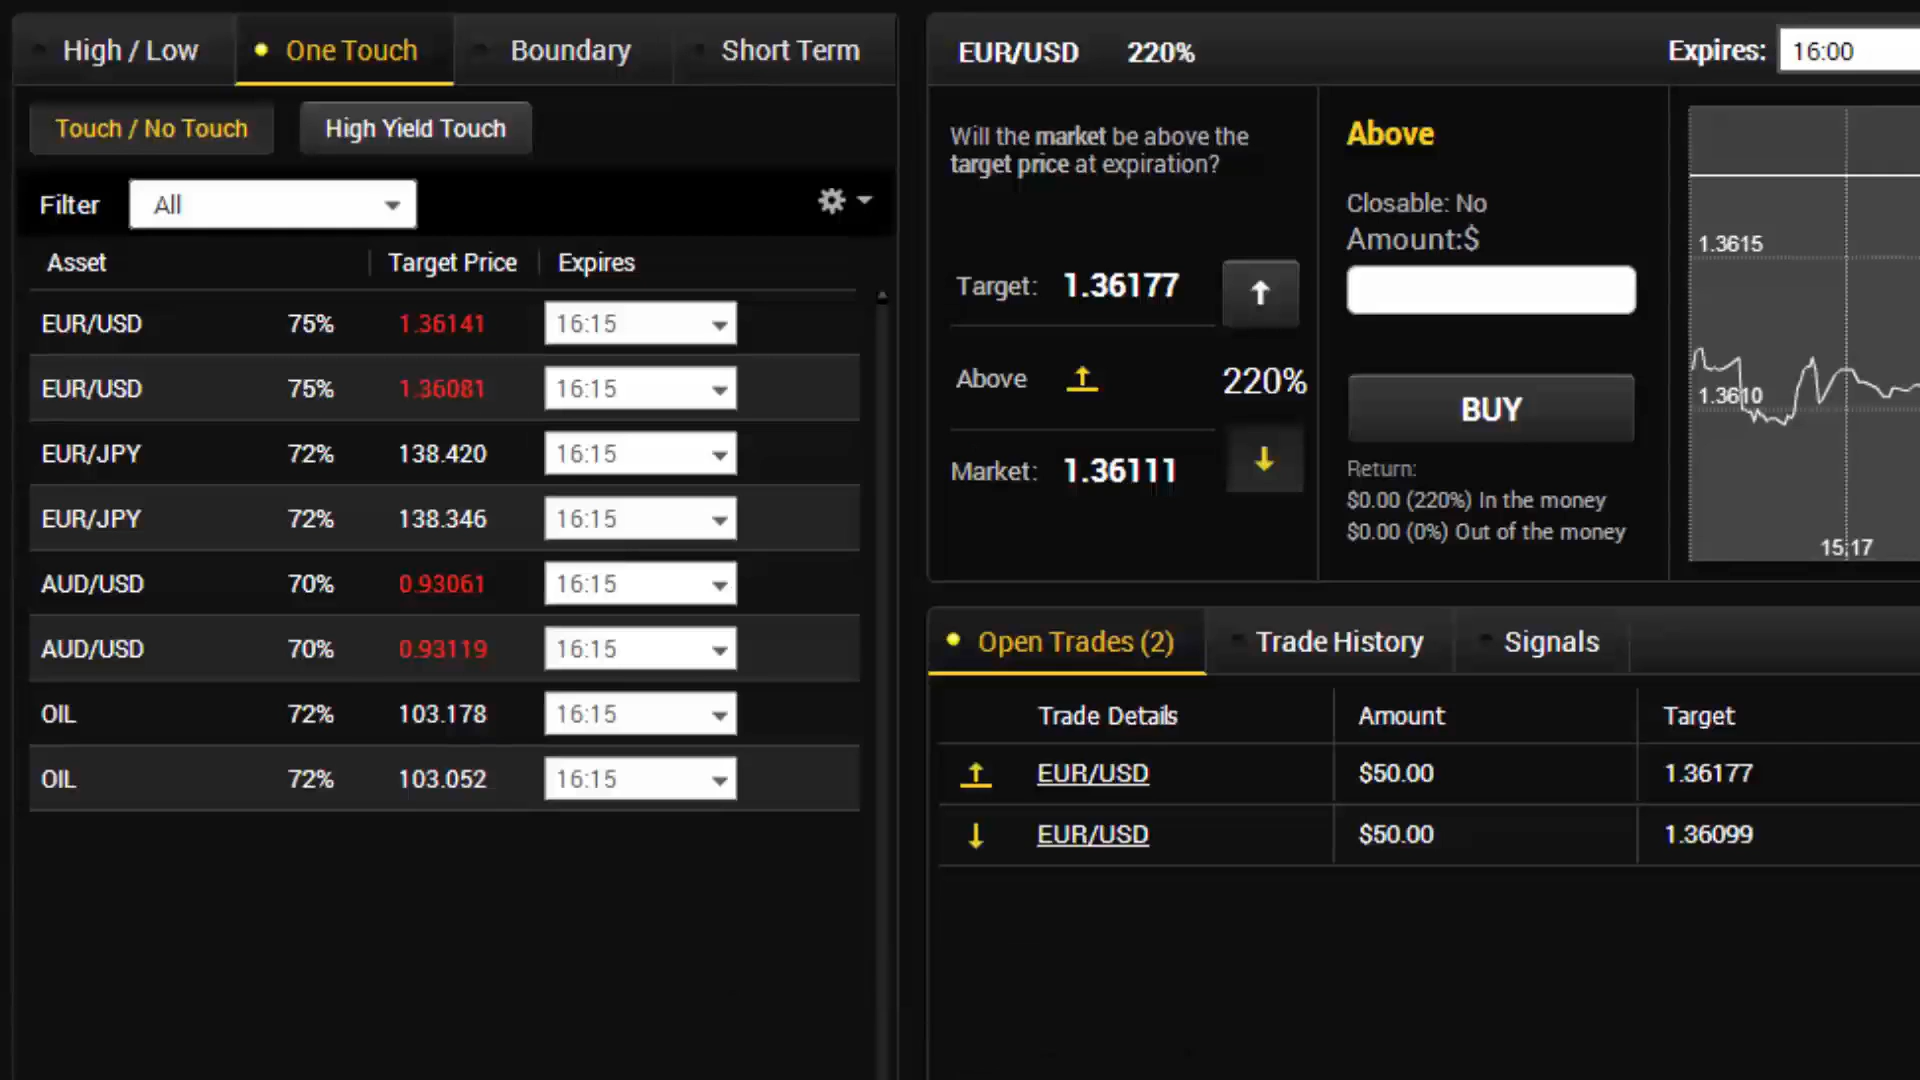 High / Low One Touch Boundary Short Term
Touch / No Touch High Yield Touch
Filter All
Asset Target Price Expires
EUR/USD 75% 1.36141 16:15
EUR/USD 75% 1.36081 16:15
EUR/JPY 72% 138.420 16:15
EUR/JPY 72% 138.346 16:15
AUD/USD 70% 0.93061 16:15
AUD/USD 70% 0.93119 16:15
OIL 72% 103.178 16:15
OIL 72% 103.052 16:15
EUR/USD 220% Expires: 16:00
Will the market be above the
target price at expiration?
Target: 1.36177
Above 220%
Market: 1.36111
Above
Closable: No
Amount:$
BUY
Return:
$0.00 (220%) In the money
$0.00 (0%) Out of the money
1.3615
1.3610
15:17
Open Trades (2) Trade History Signals
Trade Details Amount Target
EUR/USD $50.00 1.36177
EUR/USD $50.00 1.36099